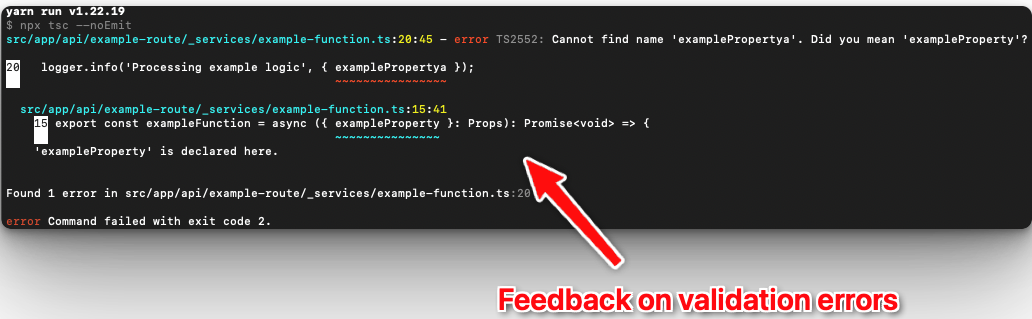 yarn run v1.22.19
$ npx tsc --noEmit
src/app/api/example-route/_services/example-function.ts:20:45 - error TS2552: Cannot find name 'examplePropertya'. Did you mean 'exampleProperty'?
20 logger.info('Processing example logic', { examplePropertya });
~~~~~~~~~~~~~~~~
src/app/api/example-route/_services/example-function.ts:15:41
15 export const exampleFunction = async ({ exampleProperty }: Props): Promise<void> => {
~~~~~~~~~~~~~~~
'exampleProperty' is declared here.
Found 1 error in src/app/api/example-route/_services/example-function.ts:20
error Command failed with exit code 2.
Feedback on validation errors